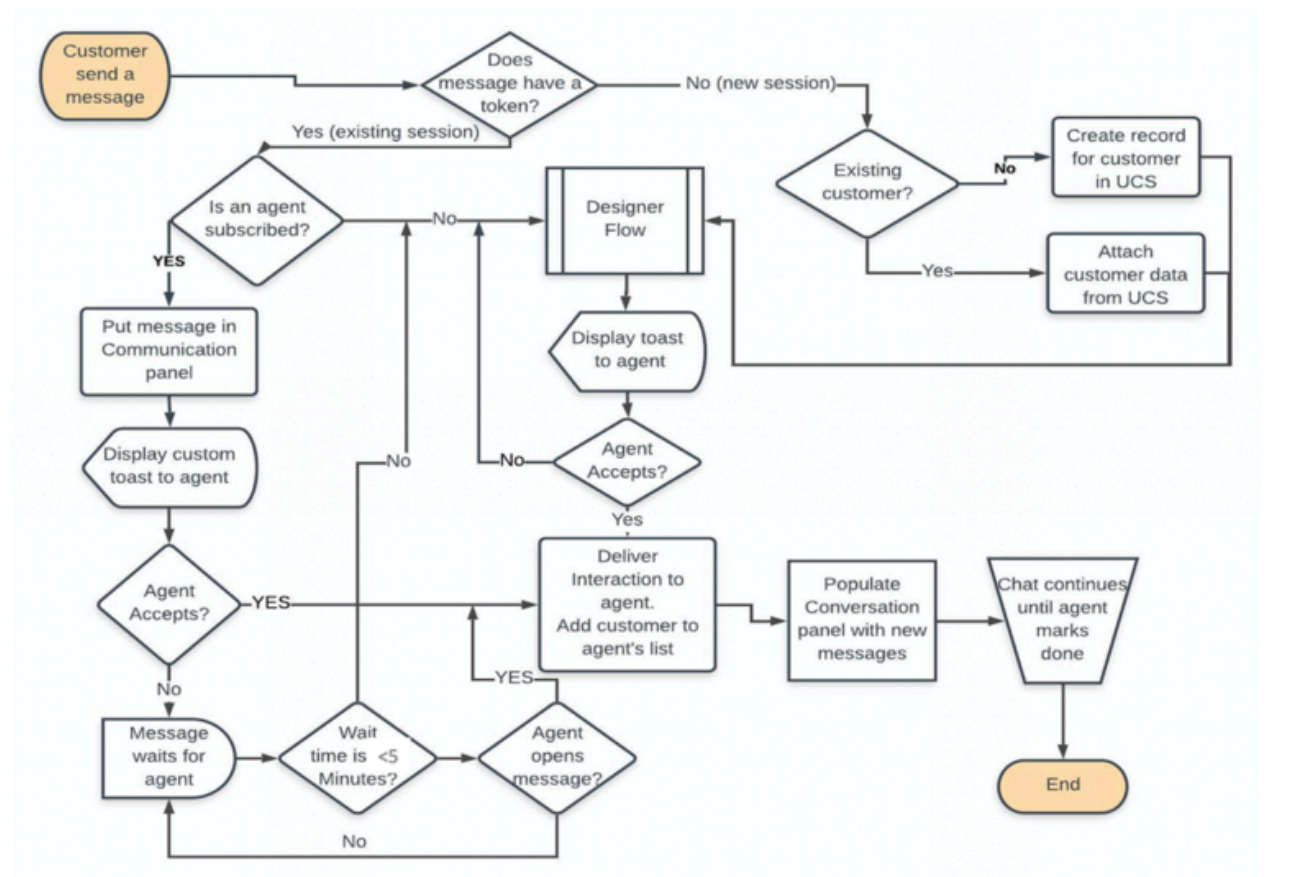 Customer
send a
message
Does
message have a
token?
No (new session)
Yes (existing session)
Existing
customer?
No
Create record
for customer
in UCS
Yes
Attach
customer data
from UCS
Is an agent
subscribed?
No
YES
Designer
Flow
Put message in
Communication
panel
Display toast
to agent
Display custom
toast to agent
No
No
Agent
Accepts?
Yes
Agent
Accepts?
YES
Deliver
Interaction to
agent.
Add customer to
agent's list
Populate
Conversation
panel with new
messages
Chat continues
until agent
marks
done
No
YES
Message
waits for
agent
Wait
time is <5
Minutes?
Agent
opens
message?
End
No